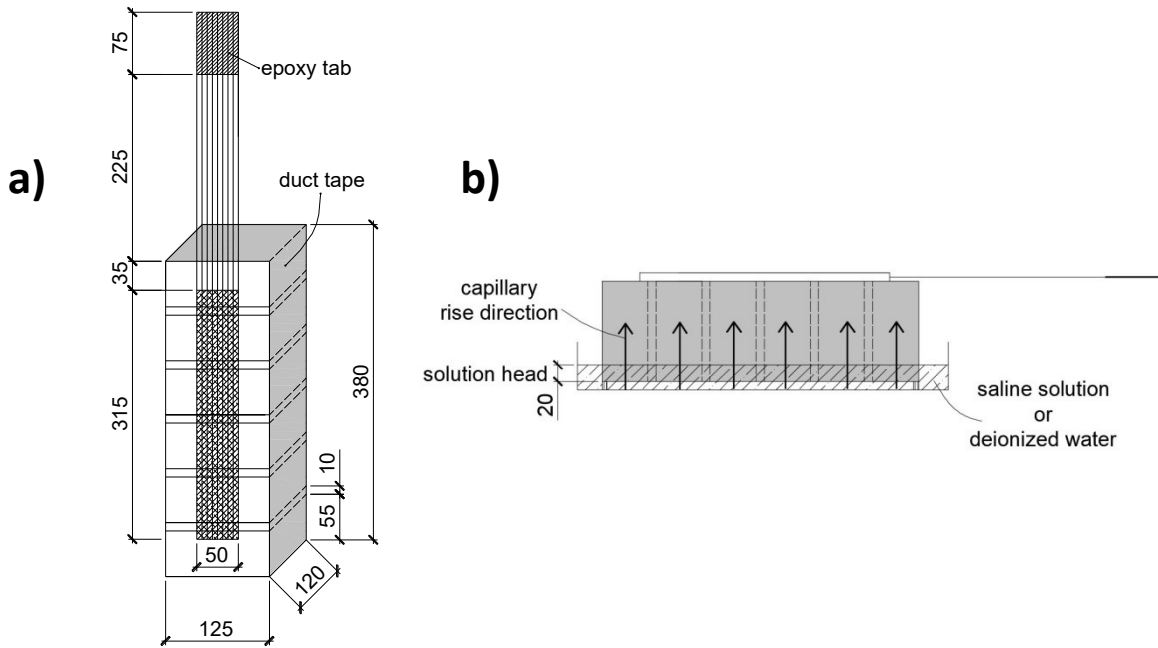 a)
75
epoxy tab
225
duct tape
35
315
380
10
55
50
120
125
b)
capillary
rise direction
solution head
20
saline solution
or
deionized water